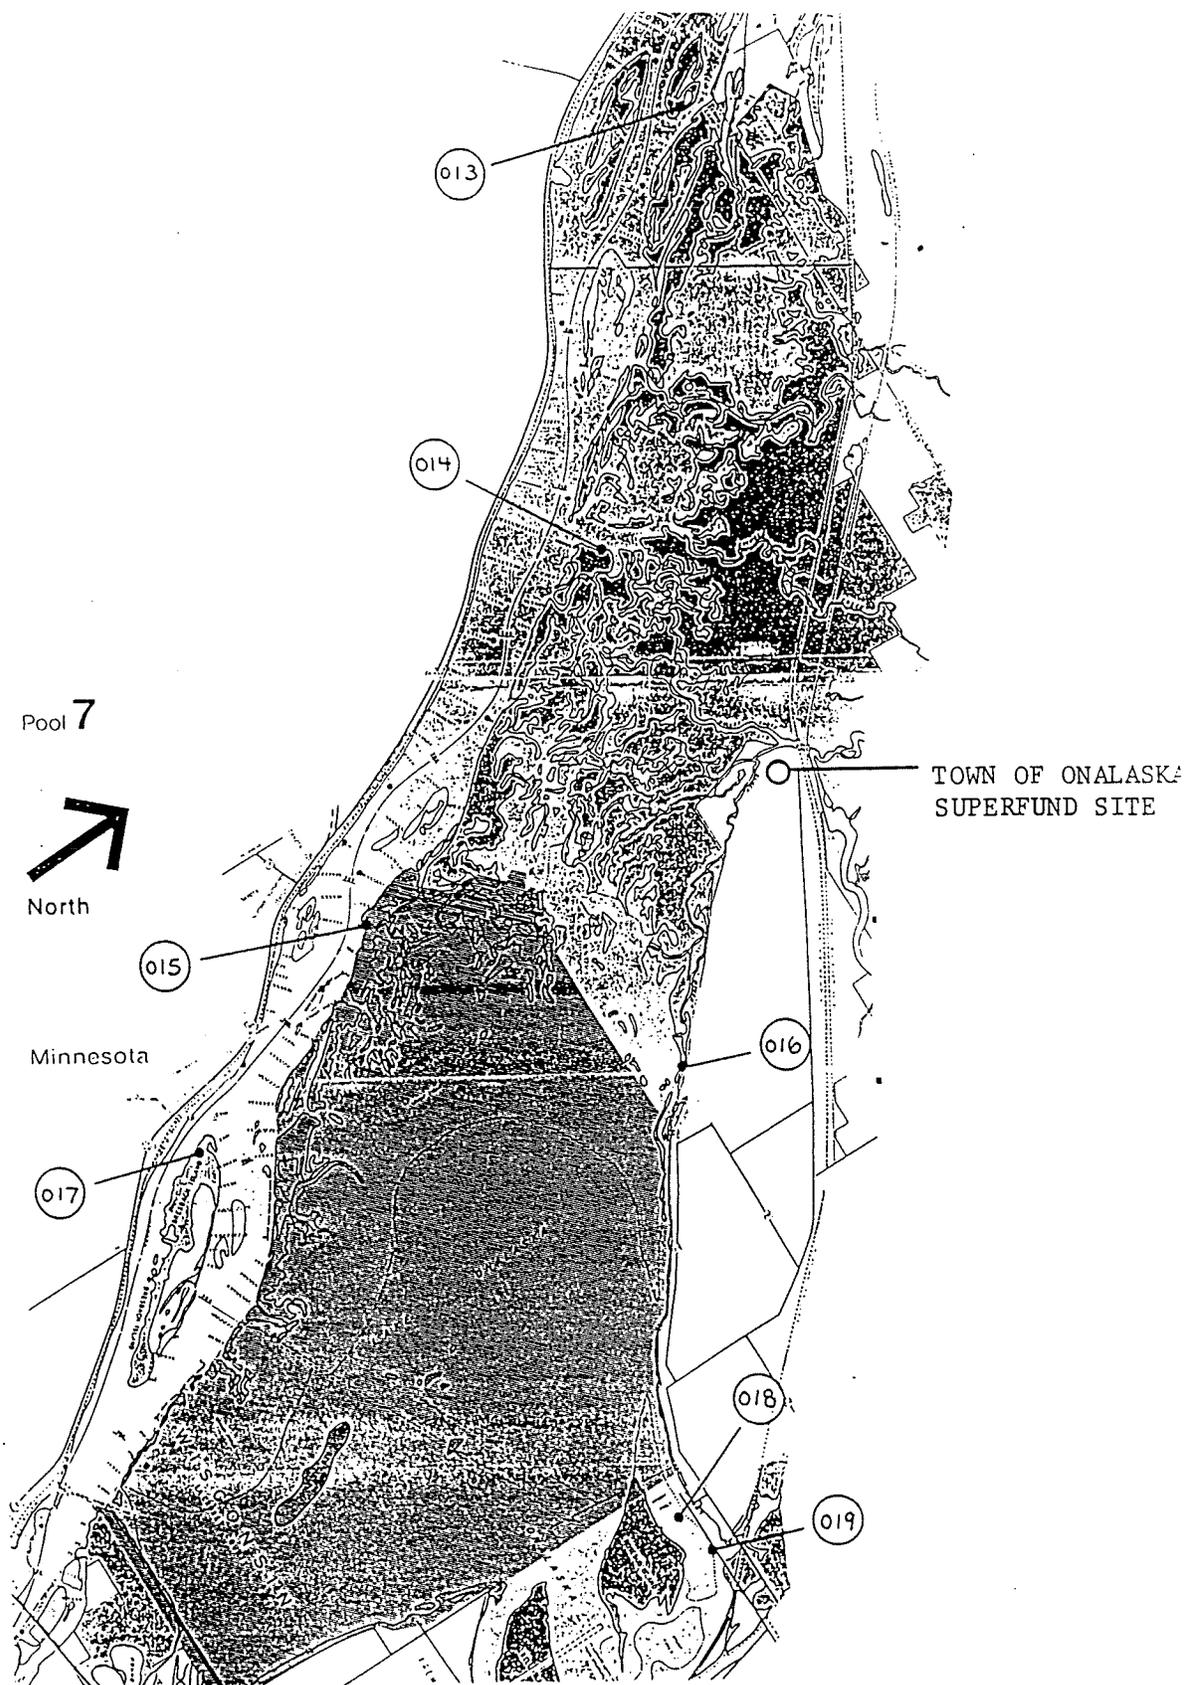 013
014
Pool 7
TOWN OF ONALASKA
SUPERFUND SITE
North
015
016
Minnesota
017
018
019